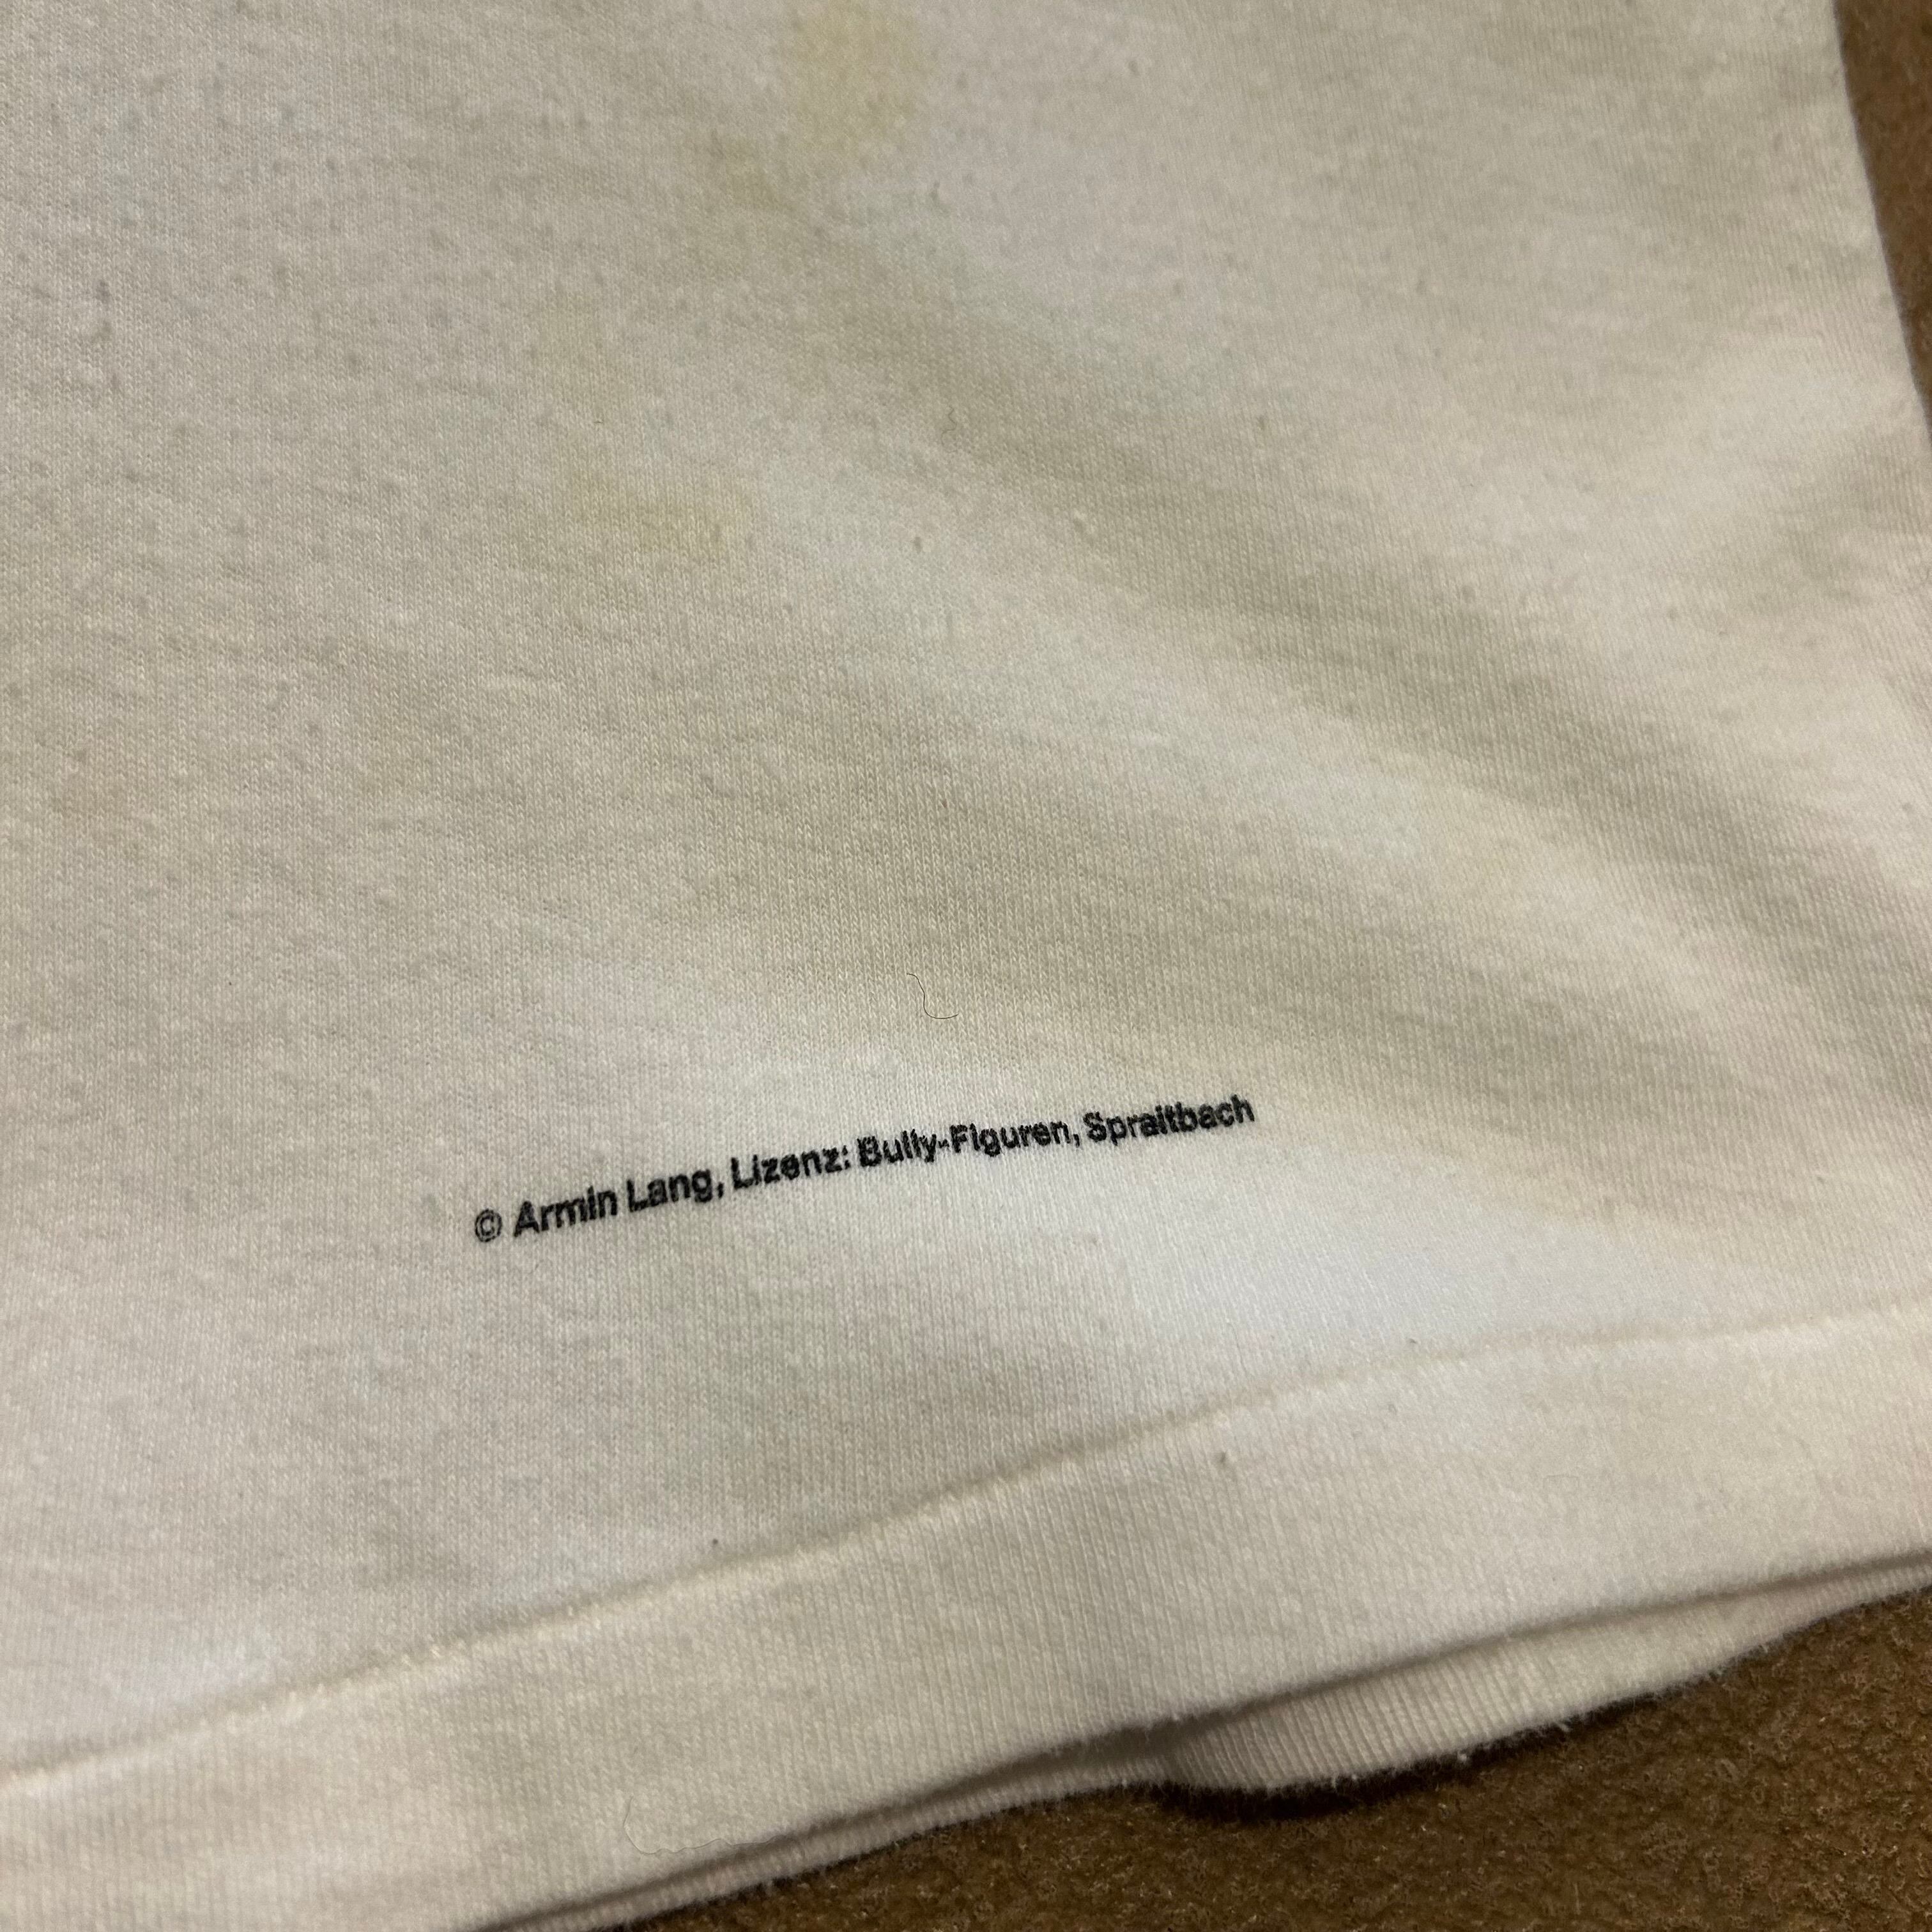 © Armin Lang, Lizenz: Bully-Figuren, Spraitbach